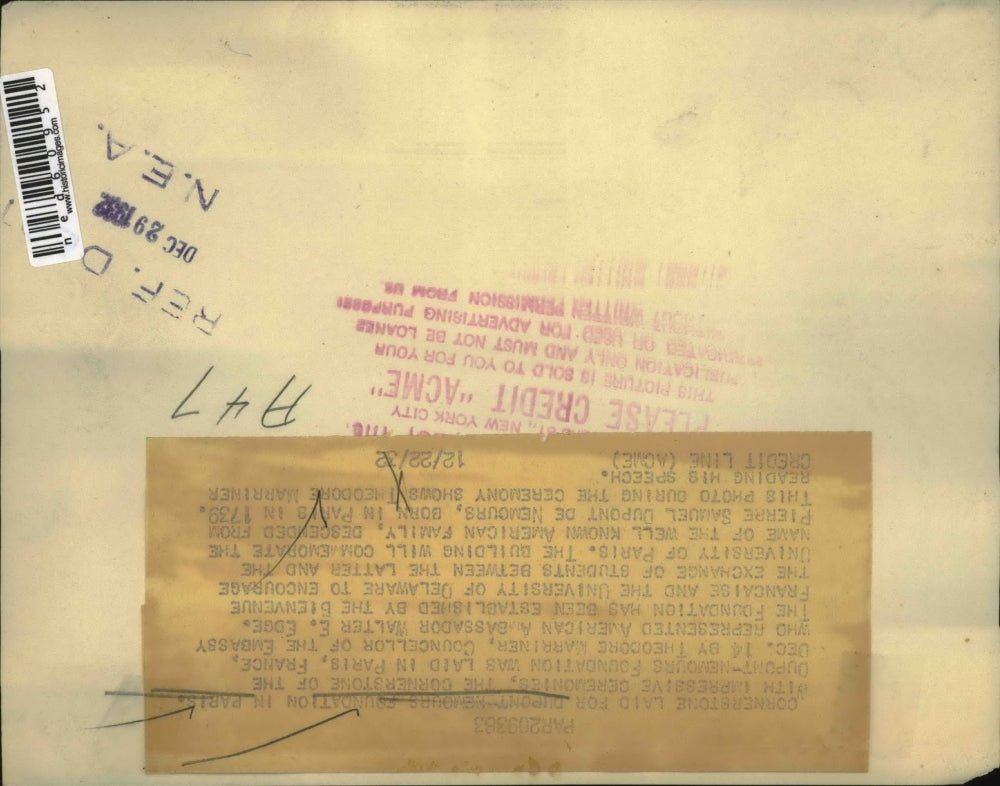 PAR209383
CORNERSTONE LAID FOR DUPONT-NEMOURS FOUNDATION IN PARIS.
WITH IMPRESSIVE CEREMONIES, THE CORNERSTONE OF THE
DUPONT-NEMOURS FOUNDATION WAS LAID IN PARIS, FRANCE,
DEC. 14 BY THEODORE MARRINER, COUNCELLOR OF THE EMBASSY
WHO REPRESENTED AMERICAN AMBASSADOR WALTER E. EDGE.
THE FOUNDATION HAS BEEN ESTABLISHED BY THE BIENVENUE
FRANCAISE AND THE UNIVERSITY OF DELAWARE TO ENCOURAGE
THE EXCHANGE OF STUDENTS BETWEEN THE LATTER AND THE
UNIVERSITY OF PARIS. THE BUILDING WILL COMMEMORATE THE
NAME OF THE WELL KNOWN AMERICAN FAMILY, DESCENDED FROM
PIERRE SAMUEL DUPONT DE NEMOURS, BORN IN PARIS IN 1739.
THIS PHOTO DURING THE CEREMONY SHOWS THEODORE MARRINER
READING HIS SPEECH.
CREDIT LINE (ACME) 12/22/32
ST., NEW YORK CITY
PLEASE CREDIT "ACME"
THIS PICTURE IS SOLD TO YOU FOR YOUR
PUBLICATION ONLY AND MUST NOT BE LOANED
OR USED FOR ADVERTISING PURPOSES
WRITTEN PERMISSION FROM US.
A47
REF. D
DEC 29 1932
N.E.A.
www.historicimages.com
ned60952